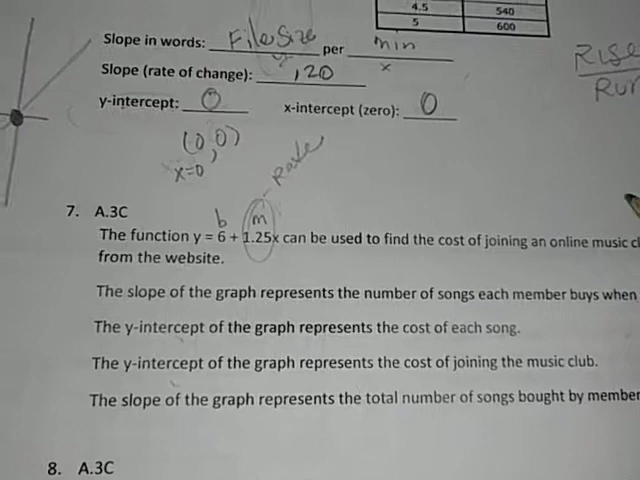 4.5 540
5 600
Slope in words: File Size per min
y x
Slope (rate of change): ,120
Rise
Run
y-intercept: 0 x-intercept (zero): 0
(0,0)
x=0
- Rate
7. A.3C
b m
The function y = 6 + 1.25x can be used to find the cost of joining an online music cl
from the website.
The slope of the graph represents the number of songs each member buys when
The y-intercept of the graph represents the cost of each song.
The y-intercept of the graph represents the cost of joining the music club.
The slope of the graph represents the total number of songs bought by member
8. A.3C